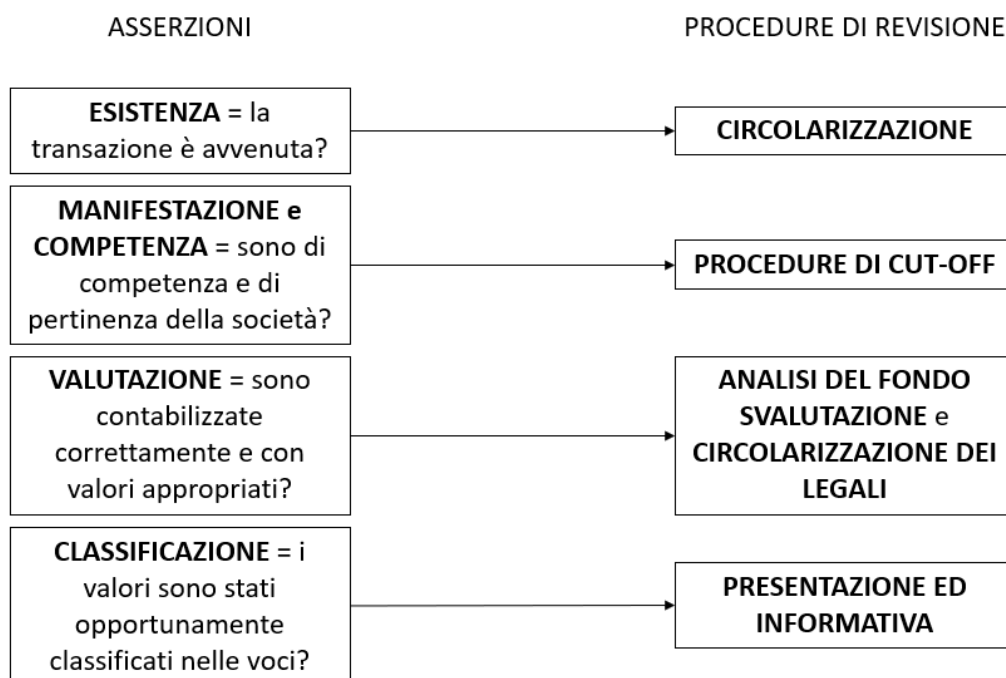 ASSERZIONI
PROCEDURE DI REVISIONE
ESISTENZA = la
transazione è avvenuta?
CIRCOLARIZZAZIONE
MANIFESTAZIONE e
COMPETENZA = sono di
competenza e di
pertinenza della società?
PROCEDURE DI CUT-OFF
VALUTAZIONE = sono
contabilizzate
correttamente e con
valori appropriati?
ANALISI DEL FONDO
SVALUTAZIONE e
CIRCOLARIZZAZIONE DEI
LEGALI
CLASSIFICAZIONE = i
valori sono stati
opportunamente
classificati nelle voci?
PRESENTAZIONE ED
INFORMATIVA